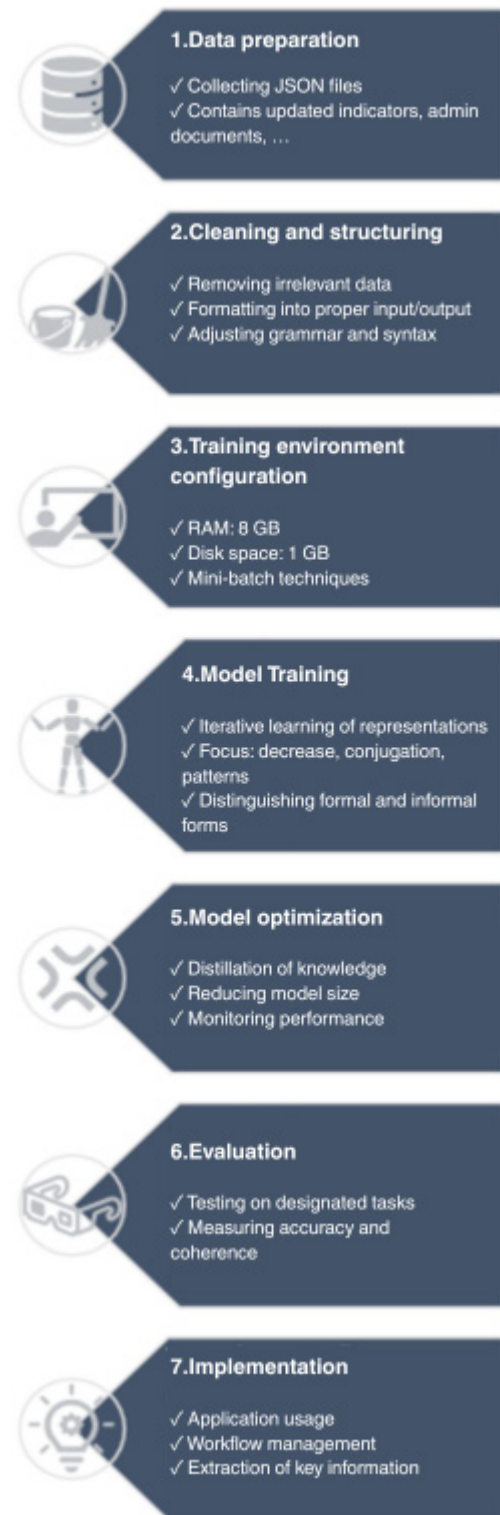 1.Data preparation
✓ Collecting JSON files
✓ Contains updated indicators, admin
documents, ...
2.Cleaning and structuring
✓ Removing irrelevant data
✓ Formatting into proper input/output
✓ Adjusting grammar and syntax
3.Training environment
configuration
✓ RAM: 8 GB
✓ Disk space: 1 GB
✓ Mini-batch techniques
4.Model Training
✓ Iterative learning of representations
✓ Focus: decrease, conjugation,
patterns
✓ Distinguishing formal and informal
forms
5.Model optimization
✓ Distillation of knowledge
✓ Reducing model size
✓ Monitoring performance
6.Evaluation
✓ Testing on designated tasks
✓ Measuring accuracy and
coherence
7.Implementation
✓ Application usage
✓ Workflow management
✓ Extraction of key information